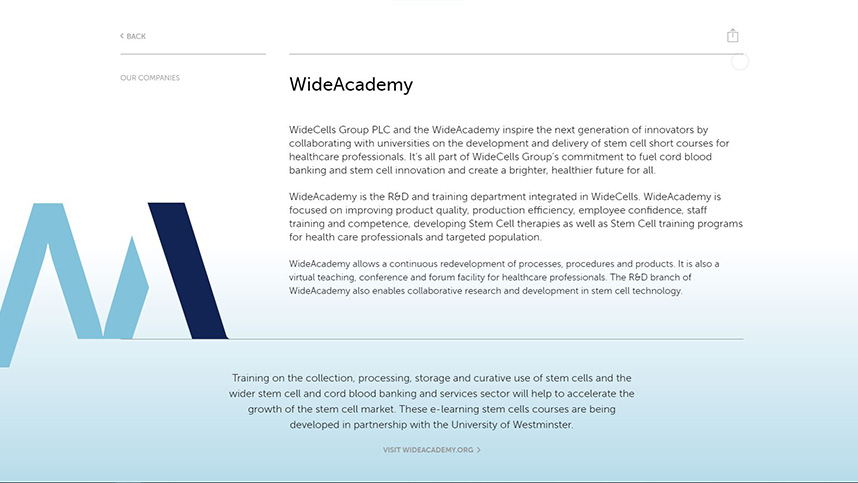 BACK
OUR COMPANIES
WideAcademy
WideCells Group PLC and the WideAcademy inspire the next generation of innovators by
collaborating with universities on the development and delivery of stem cell short courses for
healthcare professionals. It's all part of WideCells Group's commitment to fuel cord blood
banking and stem cell innovation and create a brighter, healthier future for all.
WideAcademy is the R&D and training department integrated in WideCells. WideAcademy is
focused on improving product quality, production efficiency, employee confidence, staff
training and competence, developing Stem Cell therapies as well as Stem Cell training programs
for health care professionals and targeted population.
WideAcademy allows a continuous redevelopment of processes, procedures and products. It is also a
virtual teaching, conference and forum facility for healthcare professionals. The R&D branch of
WideAcademy also enables collaborative research and development in stem cell technology.
Training on the collection, processing, storage and curative use of stem cells and the
wider stem cell and cord blood banking and services sector will help to accelerate the
growth of the stem cell market. These e-learning stem cells courses are being
developed in partnership with the University of Westminster.
VISIT WIDEACADEMY.ORG